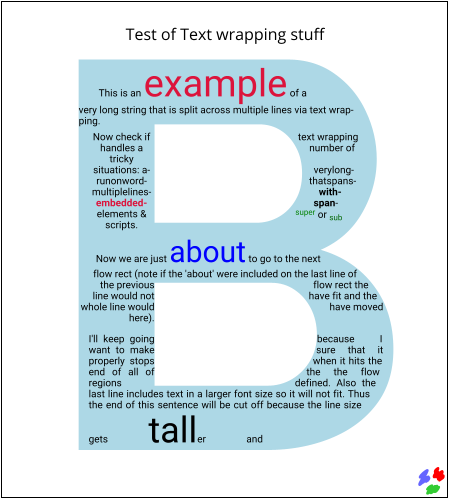 Test of Text wrapping stuff
This is an example of a
very long string that is split across multiple lines via text wrap-
ping.
Now check if text wrapping
handles a number of
tricky
situations: a- verylong-
runonword- thatspans-
multiplelines- with-
embedded- span-
elements & super or sub
scripts.
Now we are just about to go to the next
flow rect (note if the 'about' were included on the last line of
the previous flow rect the
line would not have fit and the
whole line would have moved
here).
I'll keep going because I
want to make sure that it
properly stops when it hits the
end of all of the the flow
regions defined. Also the
last line includes text in a larger font size so it will not fit. Thus
the end of this sentence will be cut off because the line size
gets taller and